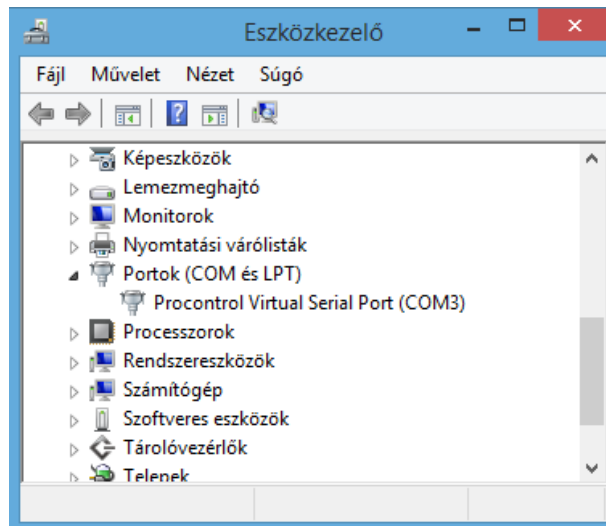 Eszközkezelő
Fájl Művelet Nézet Súgó
Képeszközök
Lemezmeghajtó
Monitorok
Nyomtatási várólisták
Portok (COM és LPT)
Procontrol Virtual Serial Port (COM3)
Processzorok
Rendszereszközök
Számítógép
Szoftveres eszközök
Tárolóvezérlők
Telepek